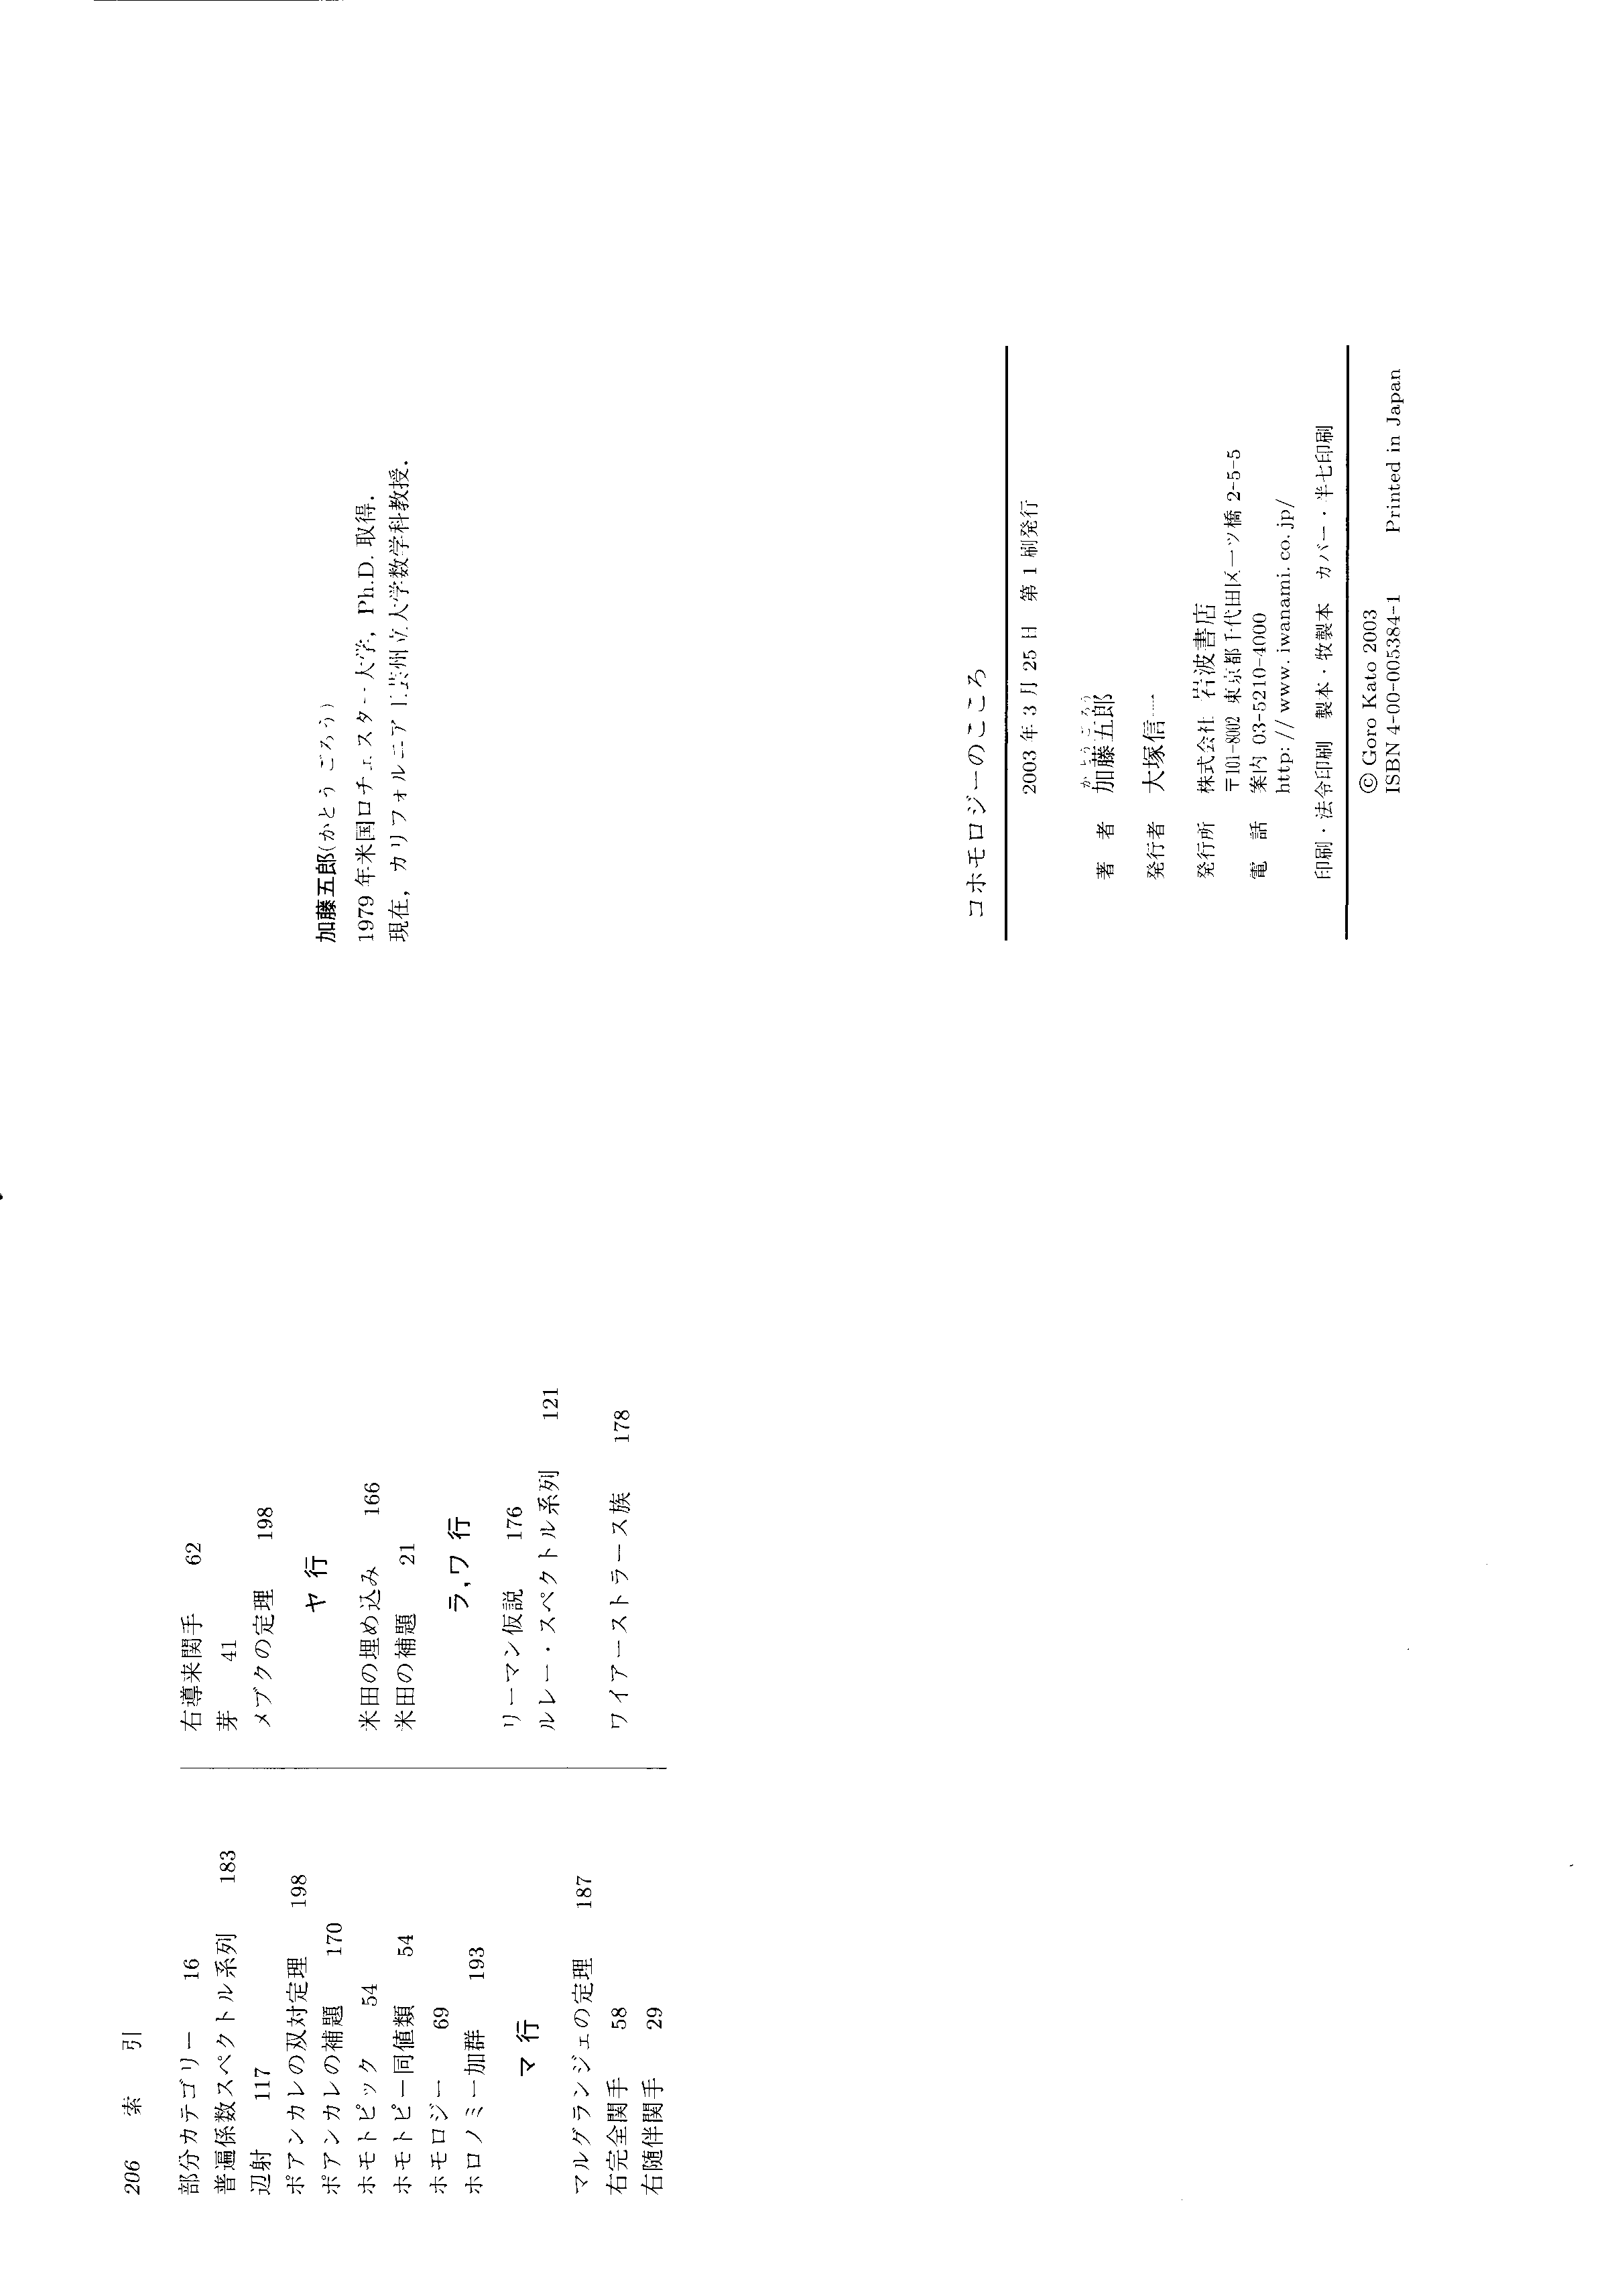 206 索 引
部分カテゴリー 16
普遍係数スペクトル系列 183
辺射 117
ポアンカレの双対定理 198
ポアンカレの補題 170
ホモトピック 54
ホモトピー同値類 54
ホモロジー 69
ホロノミー加群 193
マ 行
マルグランジェの定理 187
右完全関手 58
右随伴関手 29
右導来関手 62
芽 41
メブクの定理 198
ヤ 行
米田の埋め込み 166
米田の補題 21
ラ,ワ 行
リーマン仮説 176
ルレー・スペクトル系列 121
ワイアーストラース族 178
加藤五郎(かとう ごろう)
1979 年米国ロチェスター大学, Ph.D. 取得.
現在, カリフォルニア工芸州立大学数学科教授.
コホモロジーのこころ
2003 年 3 月 25 日 第 1 刷発行
かとうごろう
著 者 加藤五郎
発行者 大塚信一
発行所 株式会社 岩波書店
〒101-8002 東京都千代田区一ツ橋 2-5-5
電 話 案内 03-5210-4000
http://www.iwanami.co.jp/
印刷・法令印刷 製本・牧製本 カバー・半七印刷
© Goro Kato 2003
ISBN 4-00-005384-1 Printed in Japan